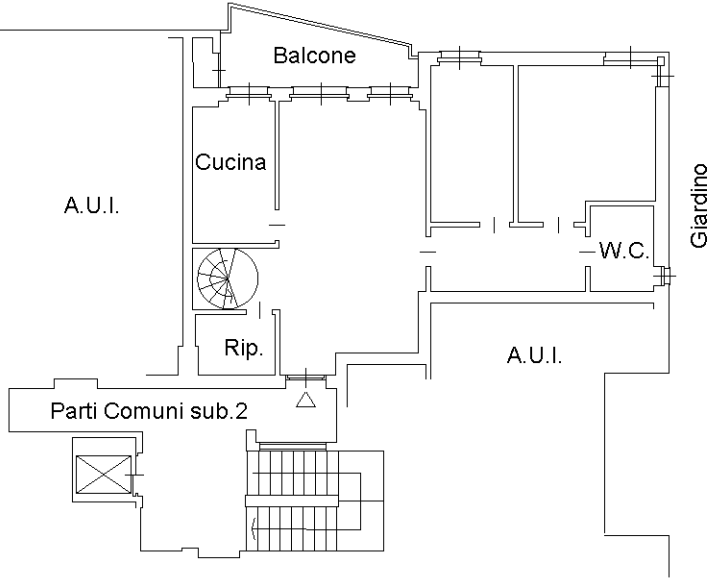 Balcone
Cucina
A.U.I.
Giardino
W.C.
Rip.
A.U.I.
Parti Comuni sub.2